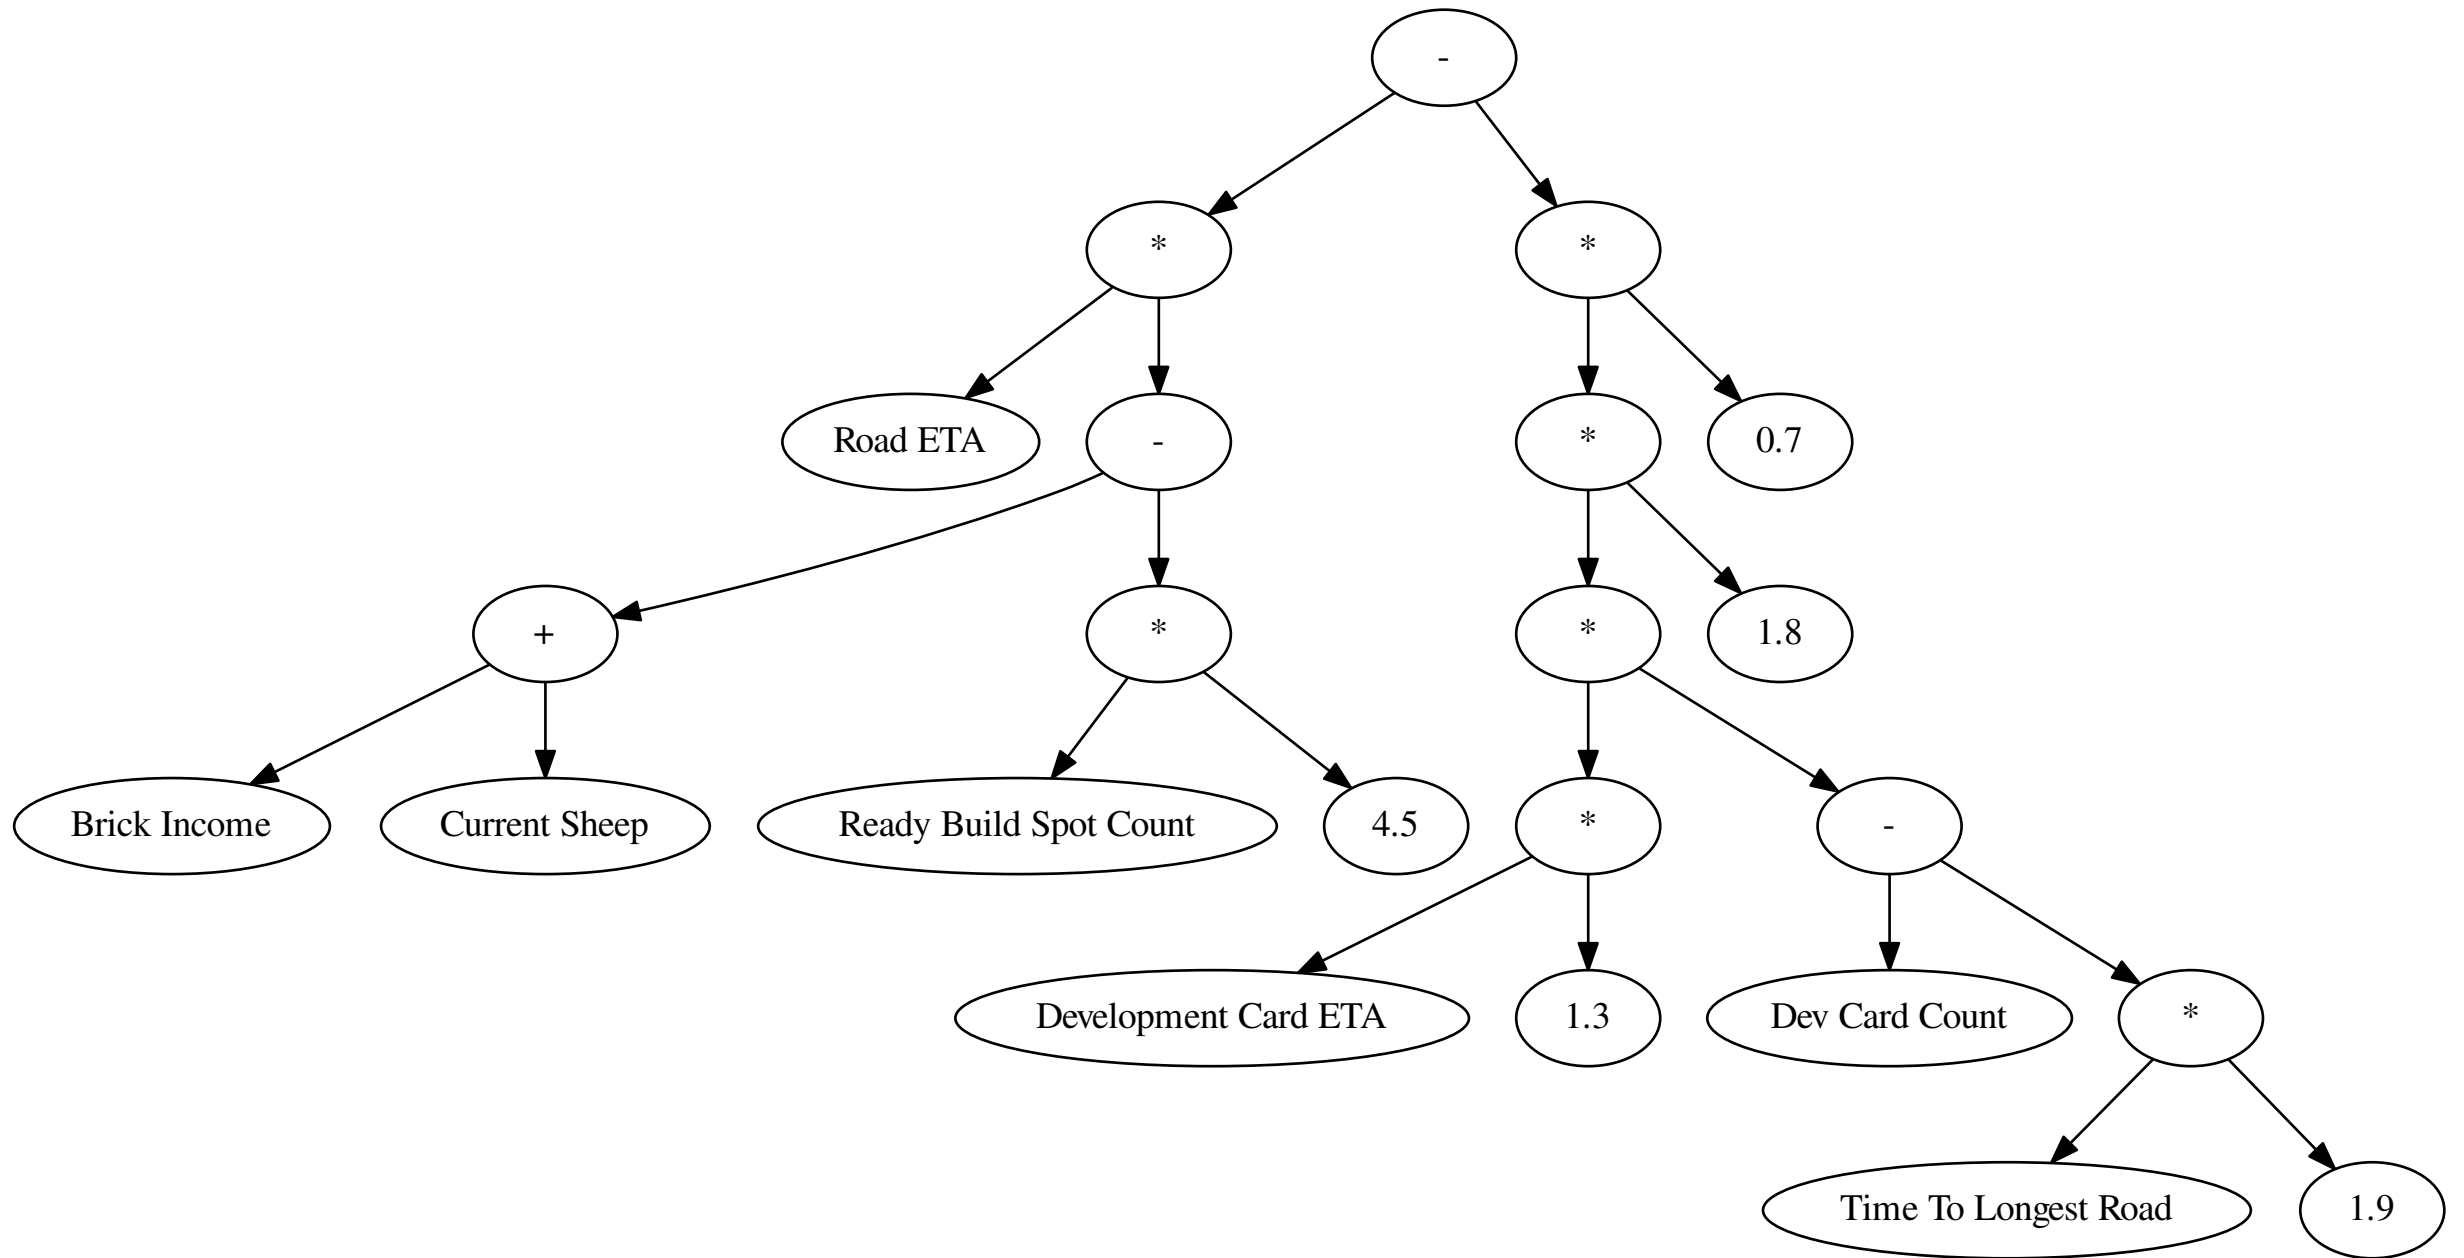 -
*
*
Road ETA
-
*
0.7
+
*
*
1.8
Brick Income
Current Sheep
Ready Build Spot Count
4.5
*
-
Development Card ETA
1.3
Dev Card Count
*
Time To Longest Road
1.9